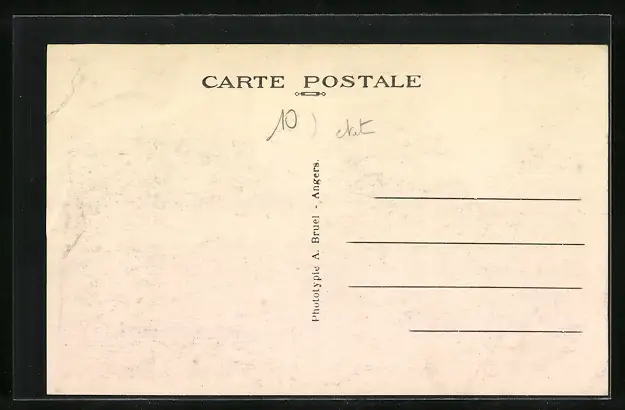 CARTE POSTALE
10
Phototypie A. Bruel - Angers.